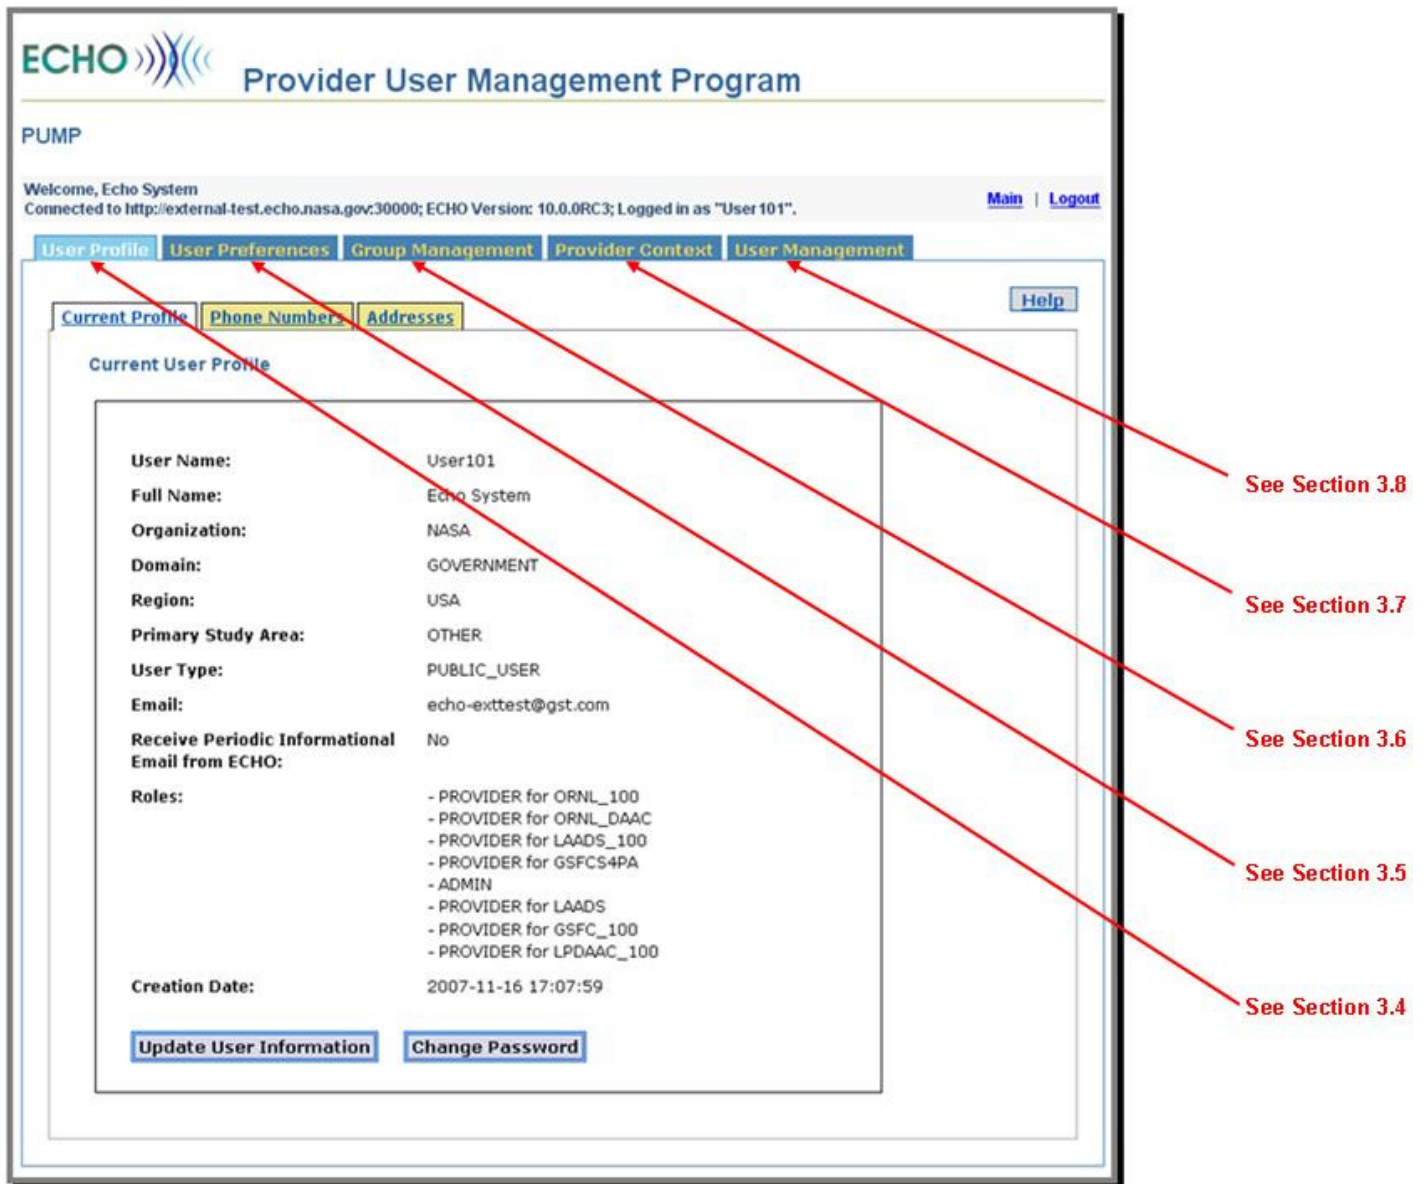 ECHO
Provider User Management Program
PUMP
Welcome, Echo System
Connected to http://external-test.echo.nasa.gov:30000; ECHO Version: 10.0.0RC3; Logged in as "User101".
Main | Logout
User Profile User Preferences Group Management Provider Context User Management
Help
Current Profile Phone Numbers Addresses
Current User Profile
User Name: User101
Full Name: Echo System
Organization: NASA
Domain: GOVERNMENT
Region: USA
Primary Study Area: OTHER
User Type: PUBLIC_USER
Email: echo-exttest@gst.com
Receive Periodic Informational No
Email from ECHO:
Roles: - PROVIDER for ORNL_100
- PROVIDER for ORNL_DAAC
- PROVIDER for LAADS_100
- PROVIDER for GSFCS4PA
- ADMIN
- PROVIDER for LAADS
- PROVIDER for GSFC_100
- PROVIDER for LPDAAC_100
Creation Date: 2007-11-16 17:07:59
Update User Information Change Password
See Section 3.8
See Section 3.7
See Section 3.6
See Section 3.5
See Section 3.4